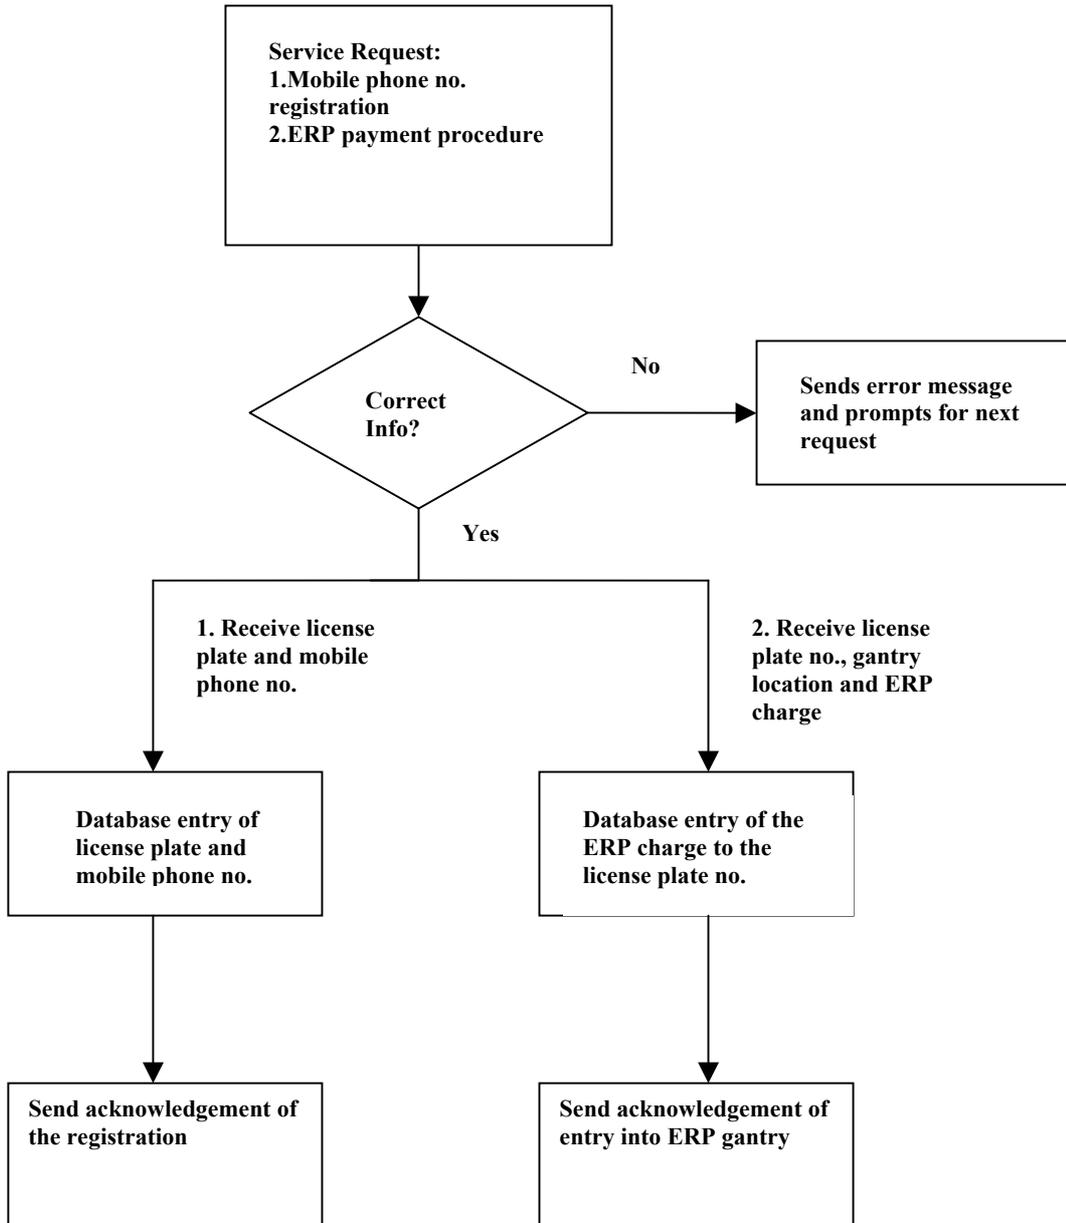 Service Request:
1.Mobile phone no.
registration
2.ERP payment procedure
Correct
Info?
No
Sends error message
and prompts for next
request
Yes
1. Receive license
plate and mobile
phone no.
2. Receive license
plate no., gantry
location and ERP
charge
Database entry of
license plate and
mobile phone no.
Database entry of the
ERP charge to the
license plate no.
Send acknowledgement of
the registration
Send acknowledgement of
entry into ERP gantry